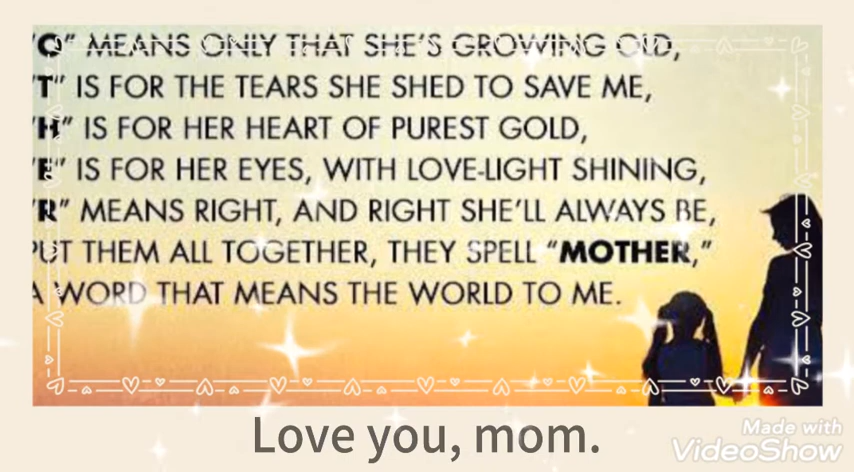 "O" MEANS ONLY THAT SHE'S GROWING OLD,
"T" IS FOR THE TEARS SHE SHED TO SAVE ME,
"H" IS FOR HER HEART OF PUREST GOLD,
"E" IS FOR HER EYES, WITH LOVE-LIGHT SHINING,
"R" MEANS RIGHT, AND RIGHT SHE'LL ALWAYS BE,
PUT THEM ALL TOGETHER, THEY SPELL "MOTHER,"
A WORD THAT MEANS THE WORLD TO ME.
Love you, mom.
Made with
VideoShow